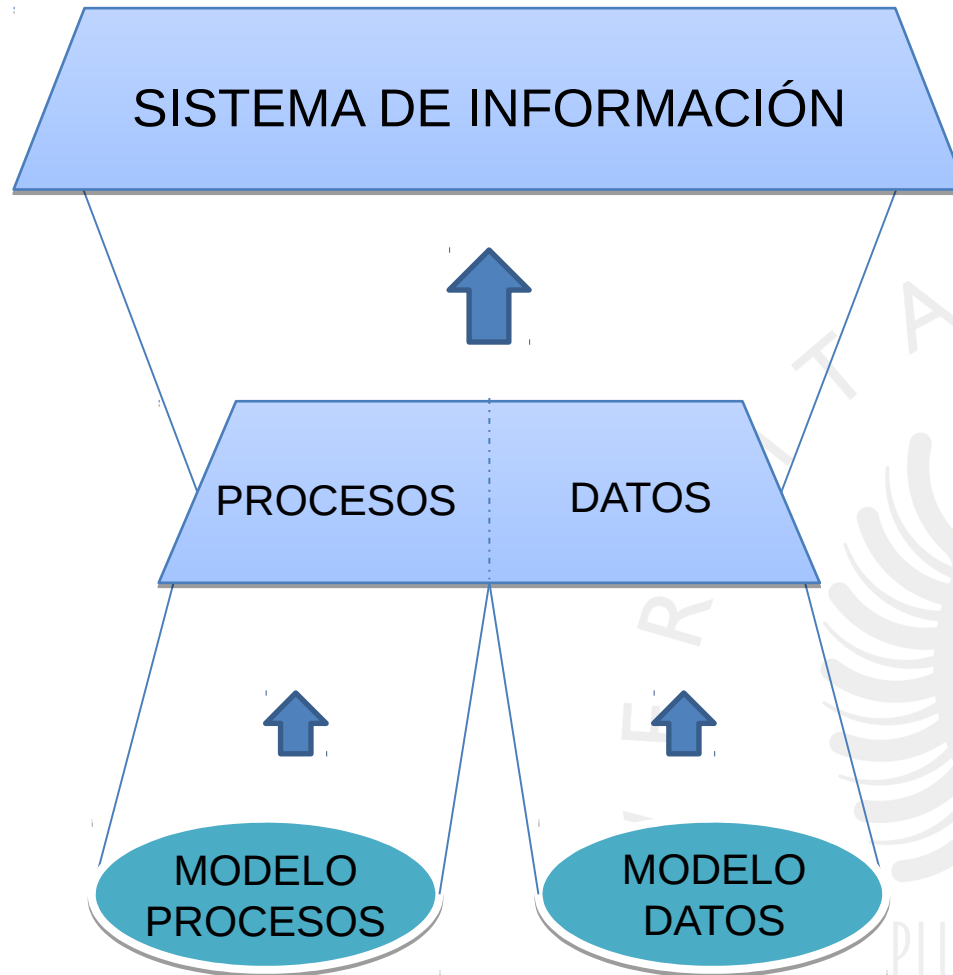 SISTEMA DE INFORMACIÓN
PROCESOS
DATOS
MODELO
PROCESOS
MODELO
DATOS